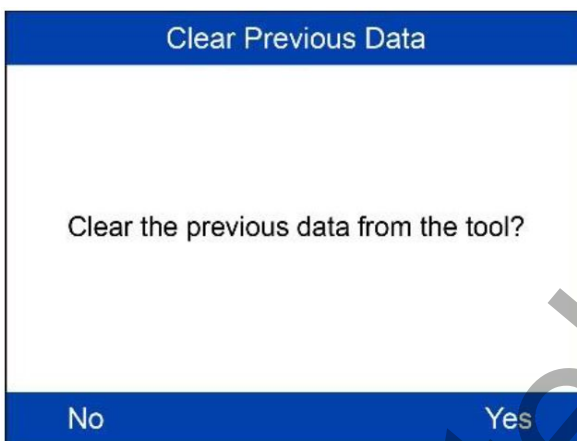 Clear Previous Data
Clear the previous data from the tool?
No Yes